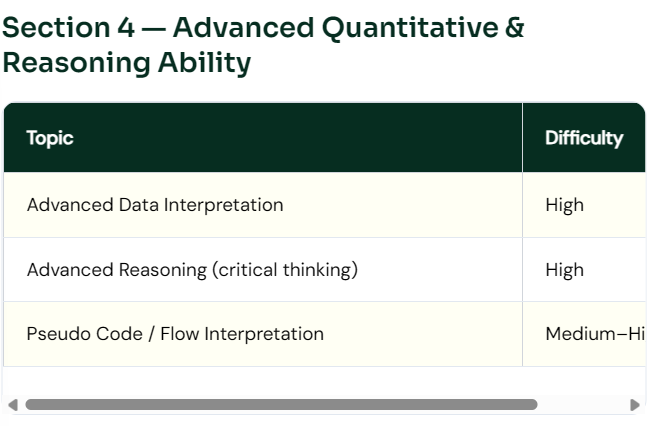 Section 4 — Advanced Quantitative &
Reasoning Ability
Topic Difficulty
Advanced Data Interpretation High
Advanced Reasoning (critical thinking) High
Pseudo Code / Flow Interpretation Medium–Hi